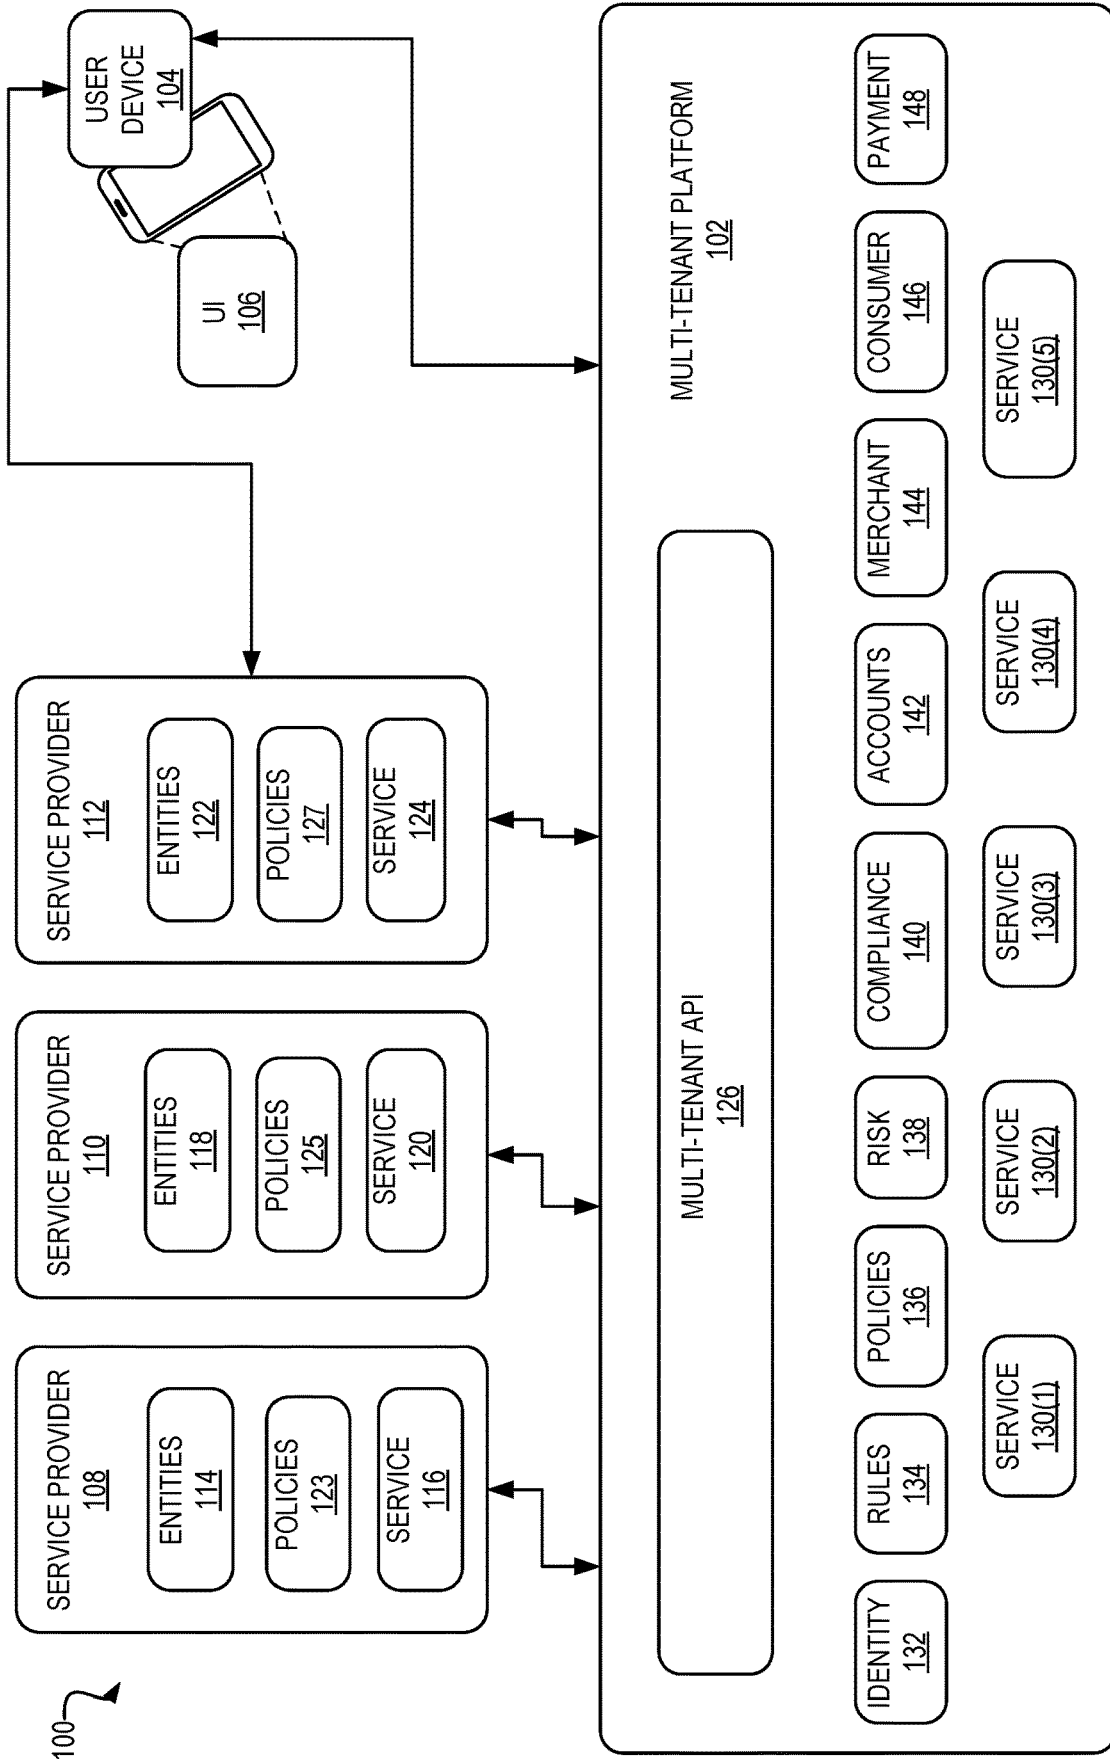 100
SERVICE PROVIDER
108
ENTITIES
114
POLICIES
123
SERVICE
116
SERVICE PROVIDER
110
ENTITIES
118
POLICIES
125
SERVICE
120
SERVICE PROVIDER
112
ENTITIES
122
POLICIES
127
SERVICE
124
USER
DEVICE
104
UI
106
MULTI-TENANT PLATFORM
102
MULTI-TENANT API
126
IDENTITY
132
RULES
134
POLICIES
136
RISK
138
COMPLIANCE
140
ACCOUNTS
142
MERCHANT
144
CONSUMER
146
PAYMENT
148
SERVICE
130(1)
SERVICE
130(2)
SERVICE
130(3)
SERVICE
130(4)
SERVICE
130(5)